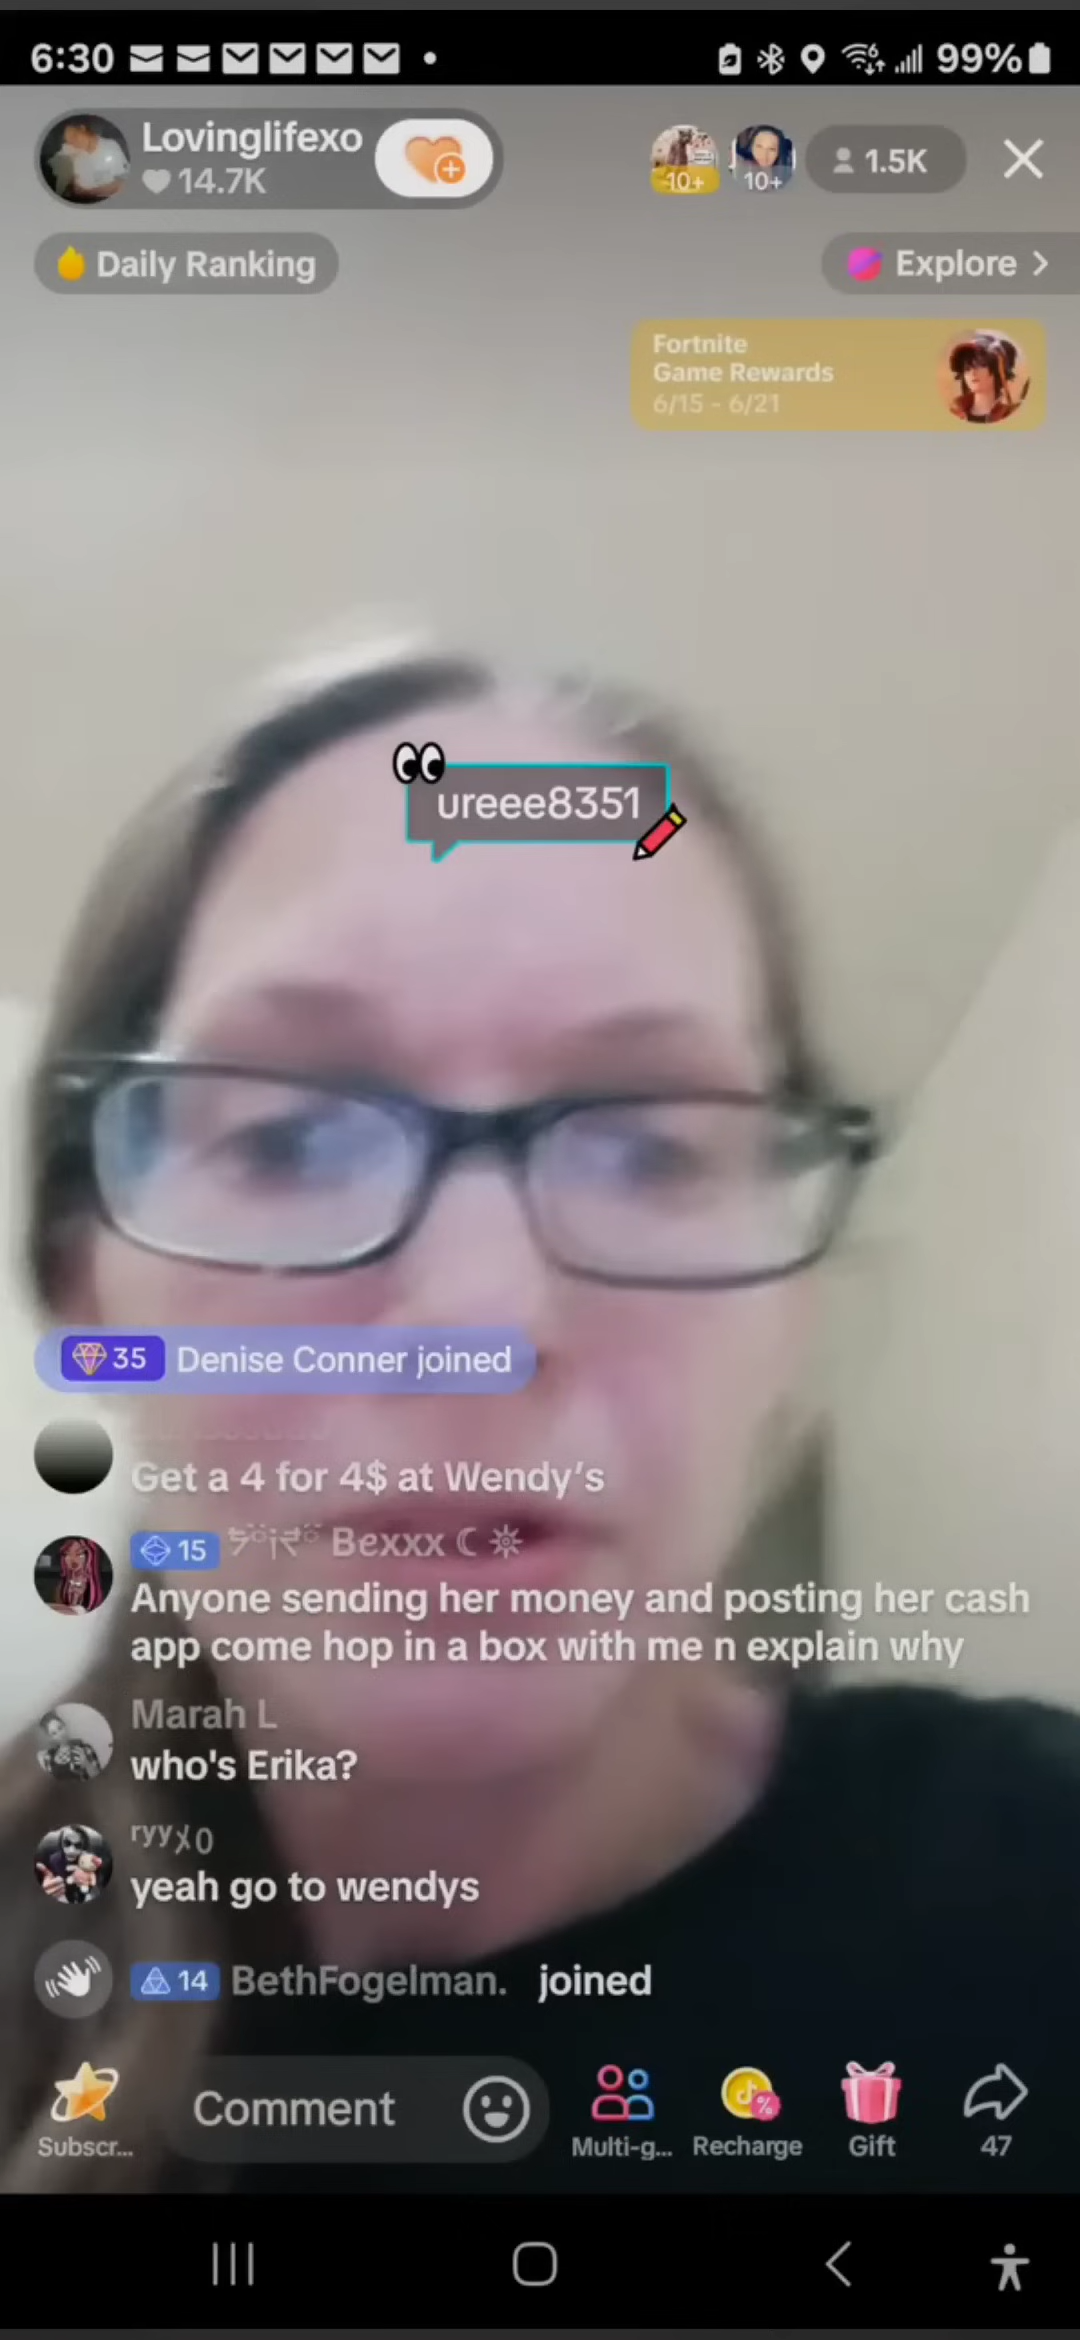 6:30
99%
Lovinglifexo
14.7K
10+
10+
1.5K
Daily Ranking
Explore >
Fortnite
Game Rewards
6/15 - 6/21
ureee8351
35 Denise Conner joined
Get a 4 for 4$ at Wendy's
15 Bexxx
Anyone sending her money and posting her cash
app come hop in a box with me n explain why
Marah L
who's Erika?
ryyx0
yeah go to wendys
14 BethFogelman. joined
Comment
Subscr...
Multi-g...
Recharge
Gift
47